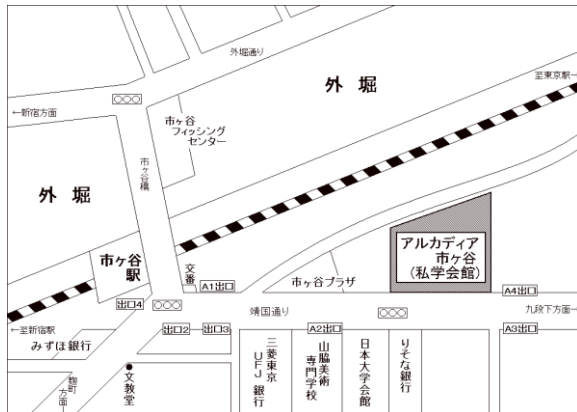 外堀通り
外 堀
至東京駅→
○○○
←新宿方面
市ヶ谷
フィッシング
センター
市ヶ谷橋
外 堀
アルカディア
市ヶ谷
(私学会館)
市ヶ谷
駅
交番
A1出口
市ヶ谷プラザ
A4出口
出口4
○○○
靖国通り
○○○
九段下方面→
←至新宿駅
出口2
出口3
A2出口
A3出口
みずほ銀行
三菱東京
UFJ銀行
山脇美術
専門学校
日本大学会館
りそな銀行
文教堂
麹町
方面